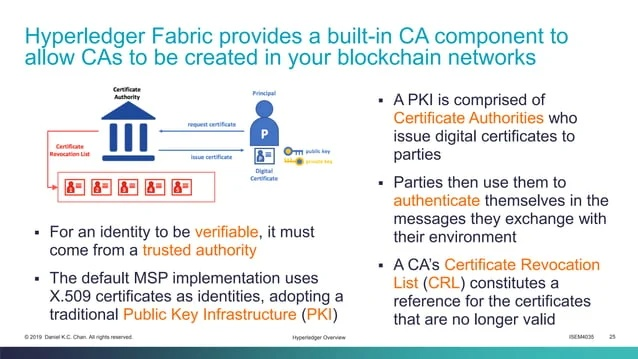 Hyperledger Fabric provides a built-in CA component to
allow CAs to be created in your blockchain networks
Certificate
Authority
Principal
request certificate
P
Certificate
Revocation List
issue certificate
public key
private key
Digital
Certificate
▪ For an identity to be verifiable, it must
come from a trusted authority
▪ The default MSP implementation uses
X.509 certificates as identities, adopting a
traditional Public Key Infrastructure (PKI)
▪ A PKI is comprised of
Certificate Authorities who
issue digital certificates to
parties
▪ Parties then use them to
authenticate themselves in the
messages they exchange with
their environment
▪ A CA's Certificate Revocation
List (CRL) constitutes a
reference for the certificates
that are no longer valid
© 2019 Daniel K.C. Chan. All rights reserved.
Hyperledger Overview
ISEM4035
25